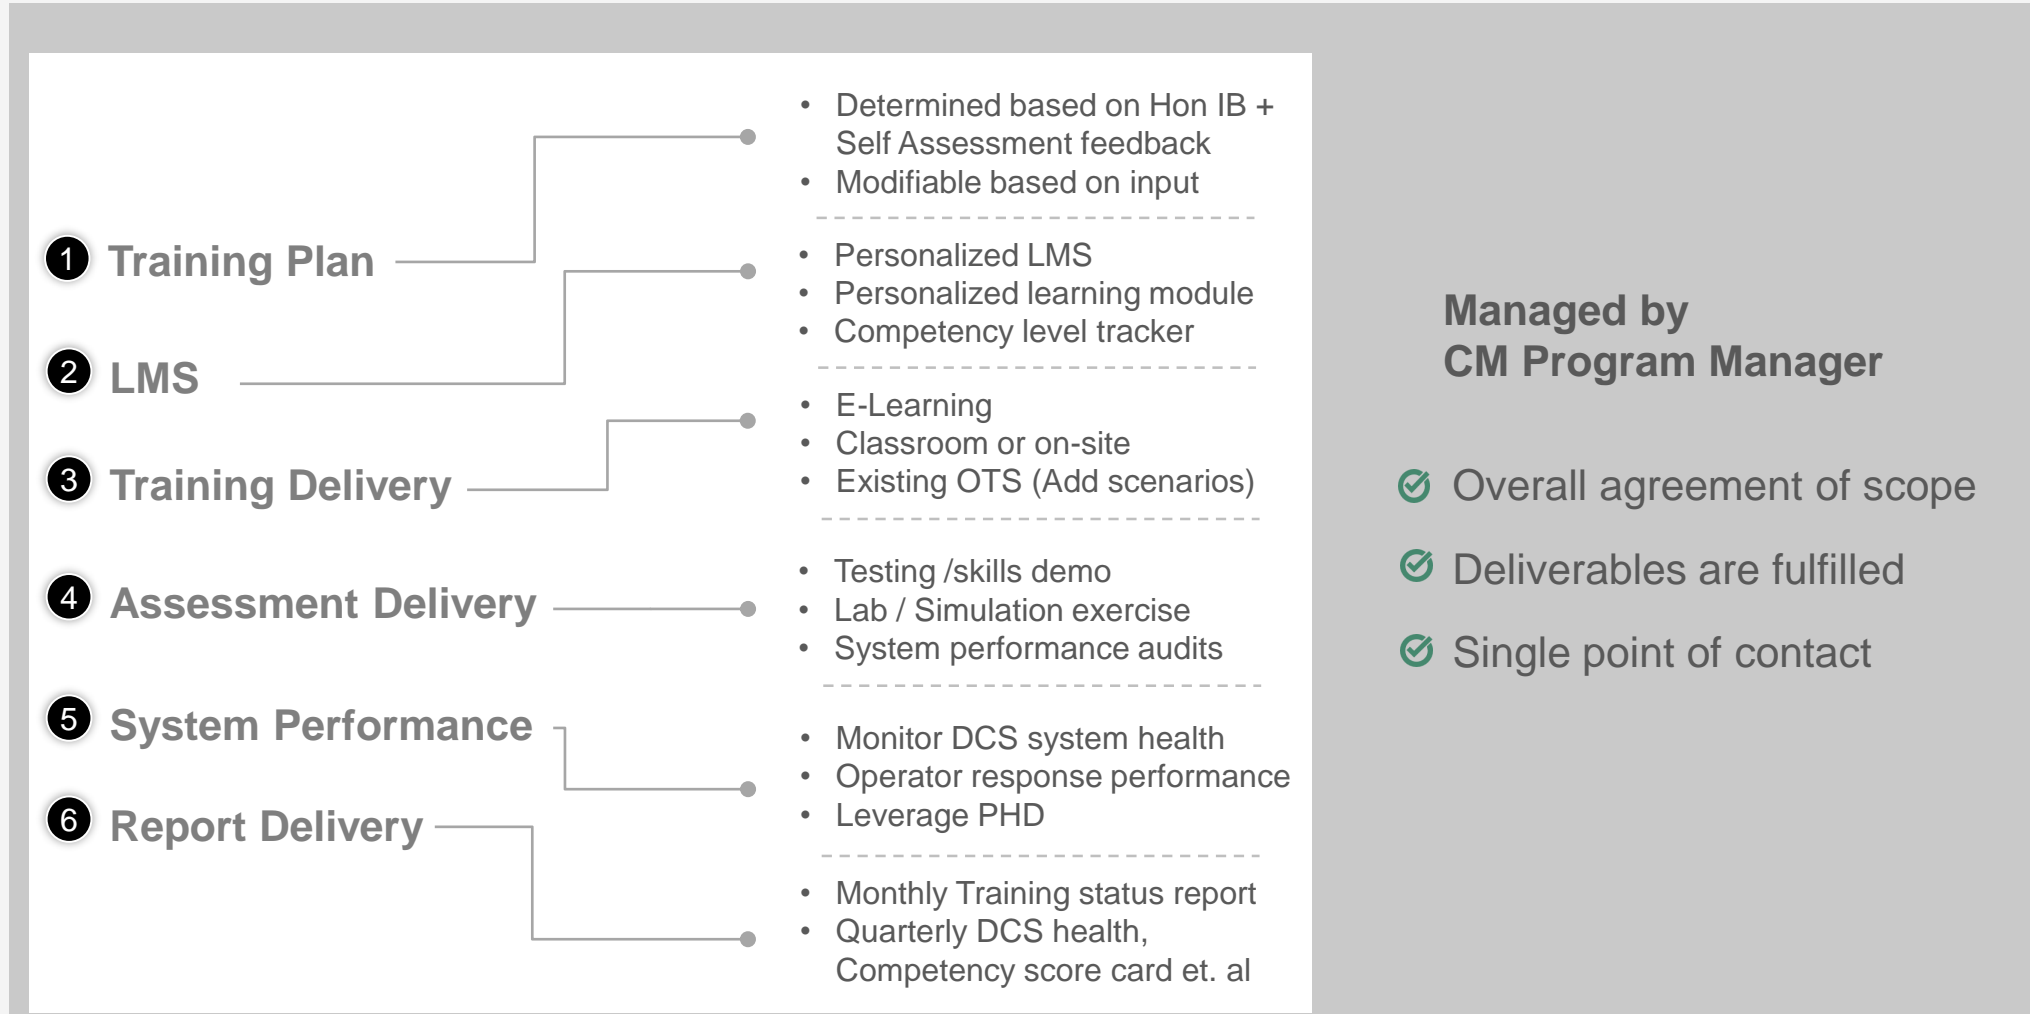 1 Training Plan
• Determined based on Hon IB +
Self Assessment feedback
• Modifiable based on input
2 LMS
• Personalized LMS
• Personalized learning module
• Competency level tracker
3 Training Delivery
• E-Learning
• Classroom or on-site
• Existing OTS (Add scenarios)
4 Assessment Delivery
• Testing /skills demo
• Lab / Simulation exercise
• System performance audits
5 System Performance
• Monitor DCS system health
• Operator response performance
• Leverage PHD
6 Report Delivery
• Monthly Training status report
• Quarterly DCS health,
Competency score card et. al
Managed by
CM Program Manager
Overall agreement of scope
Deliverables are fulfilled
Single point of contact